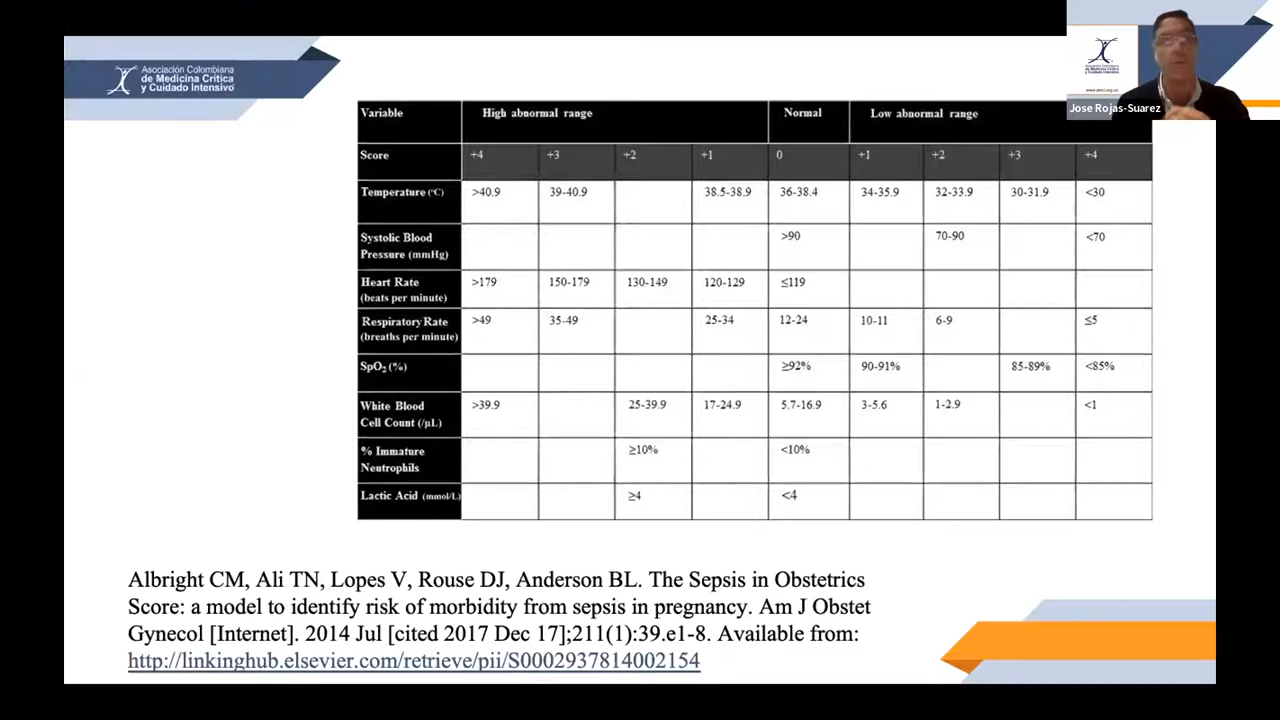 Asociación Colombiana
de Medicina Crítica
y Cuidado Intensivo
Jose Rojas-Suarez
Variable High abnormal range Normal Low abnormal range
Score +4 +3 +2 +1 0 +1 +2 +3 +4
Temperature (°C) >40.9 39-40.9 38.5-38.9 36-38.4 34-35.9 32-33.9 30-31.9 <30
Systolic Blood
Pressure (mmHg) >90 70-90 <70
Heart Rate
(beats per minute) >179 150-179 130-149 120-129 ≤119
Respiratory Rate
(breaths per minute) >49 35-49 25-34 12-24 10-11 6-9 ≤5
SpO₂ (%) ≥92% 90-91% 85-89% <85%
White Blood
Cell Count (/μL) >39.9 25-39.9 17-24.9 5.7-16.9 3-5.6 1-2.9 <1
% Immature
Neutrophils ≥10% <10%
Lactic Acid (mmol/L) ≥4 <4
Albright CM, Ali TN, Lopes V, Rouse DJ, Anderson BL. The Sepsis in Obstetrics
Score: a model to identify risk of morbidity from sepsis in pregnancy. Am J Obstet
Gynecol [Internet]. 2014 Jul [cited 2017 Dec 17];211(1):39.e1-8. Available from:
http://linkinghub.elsevier.com/retrieve/pii/S0002937814002154